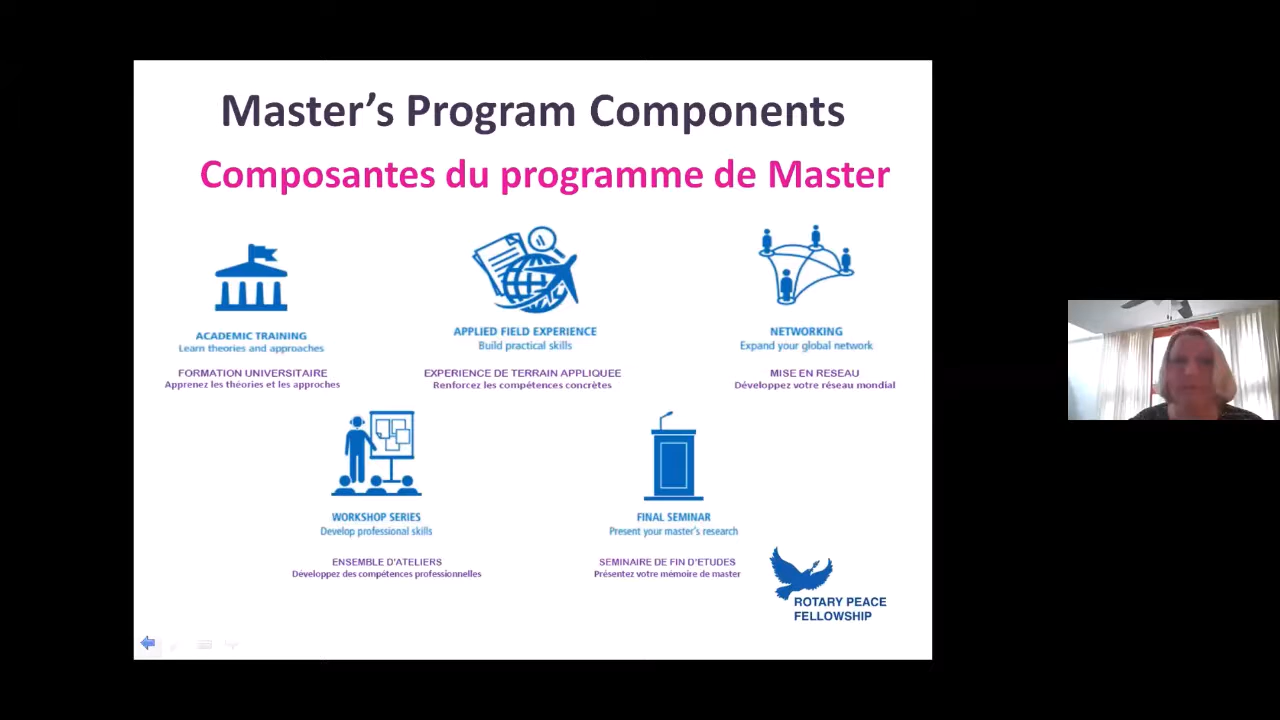 Master’s Program Components
Composantes du programme de Master
ACADEMIC TRAINING
Learn theories and approaches
FORMATION UNIVERSITAIRE
Apprenez les théories et les approches
APPLIED FIELD EXPERIENCE
Build practical skills
EXPERIENCE DE TERRAIN APPLIQUEE
Renforcez les compétences concrètes
NETWORKING
Expand your global network
MISE EN RESEAU
Développez votre réseau mondial
WORKSHOP SERIES
Develop professional skills
ENSEMBLE D’ATELIERS
Développez des compétences professionnelles
FINAL SEMINAR
Present your master’s research
SEMINAIRE DE FIN D’ETUDES
Présentez votre mémoire de master
ROTARY PEACE
FELLOWSHIP